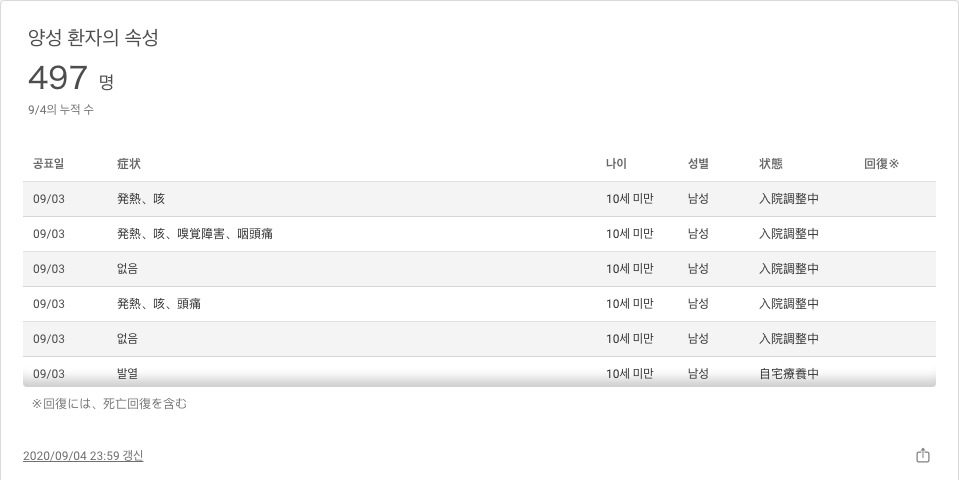 양성 환자의 속성
497 명
9/4의 누적 수
공표일 症状 나이 성별 状態 回復※
09/03 発熱、咳 10세 미만 남성 入院調整中
09/03 発熱、咳、嗅覚障害、咽頭痛 10세 미만 남성 入院調整中
09/03 없음 10세 미만 남성 入院調整中
09/03 発熱、咳、頭痛 10세 미만 남성 入院調整中
09/03 없음 10세 미만 남성 入院調整中
09/03 발열 10세 미만 남성 自宅療養中
※回復には、死亡回復を含む
2020/09/04 23:59 갱신